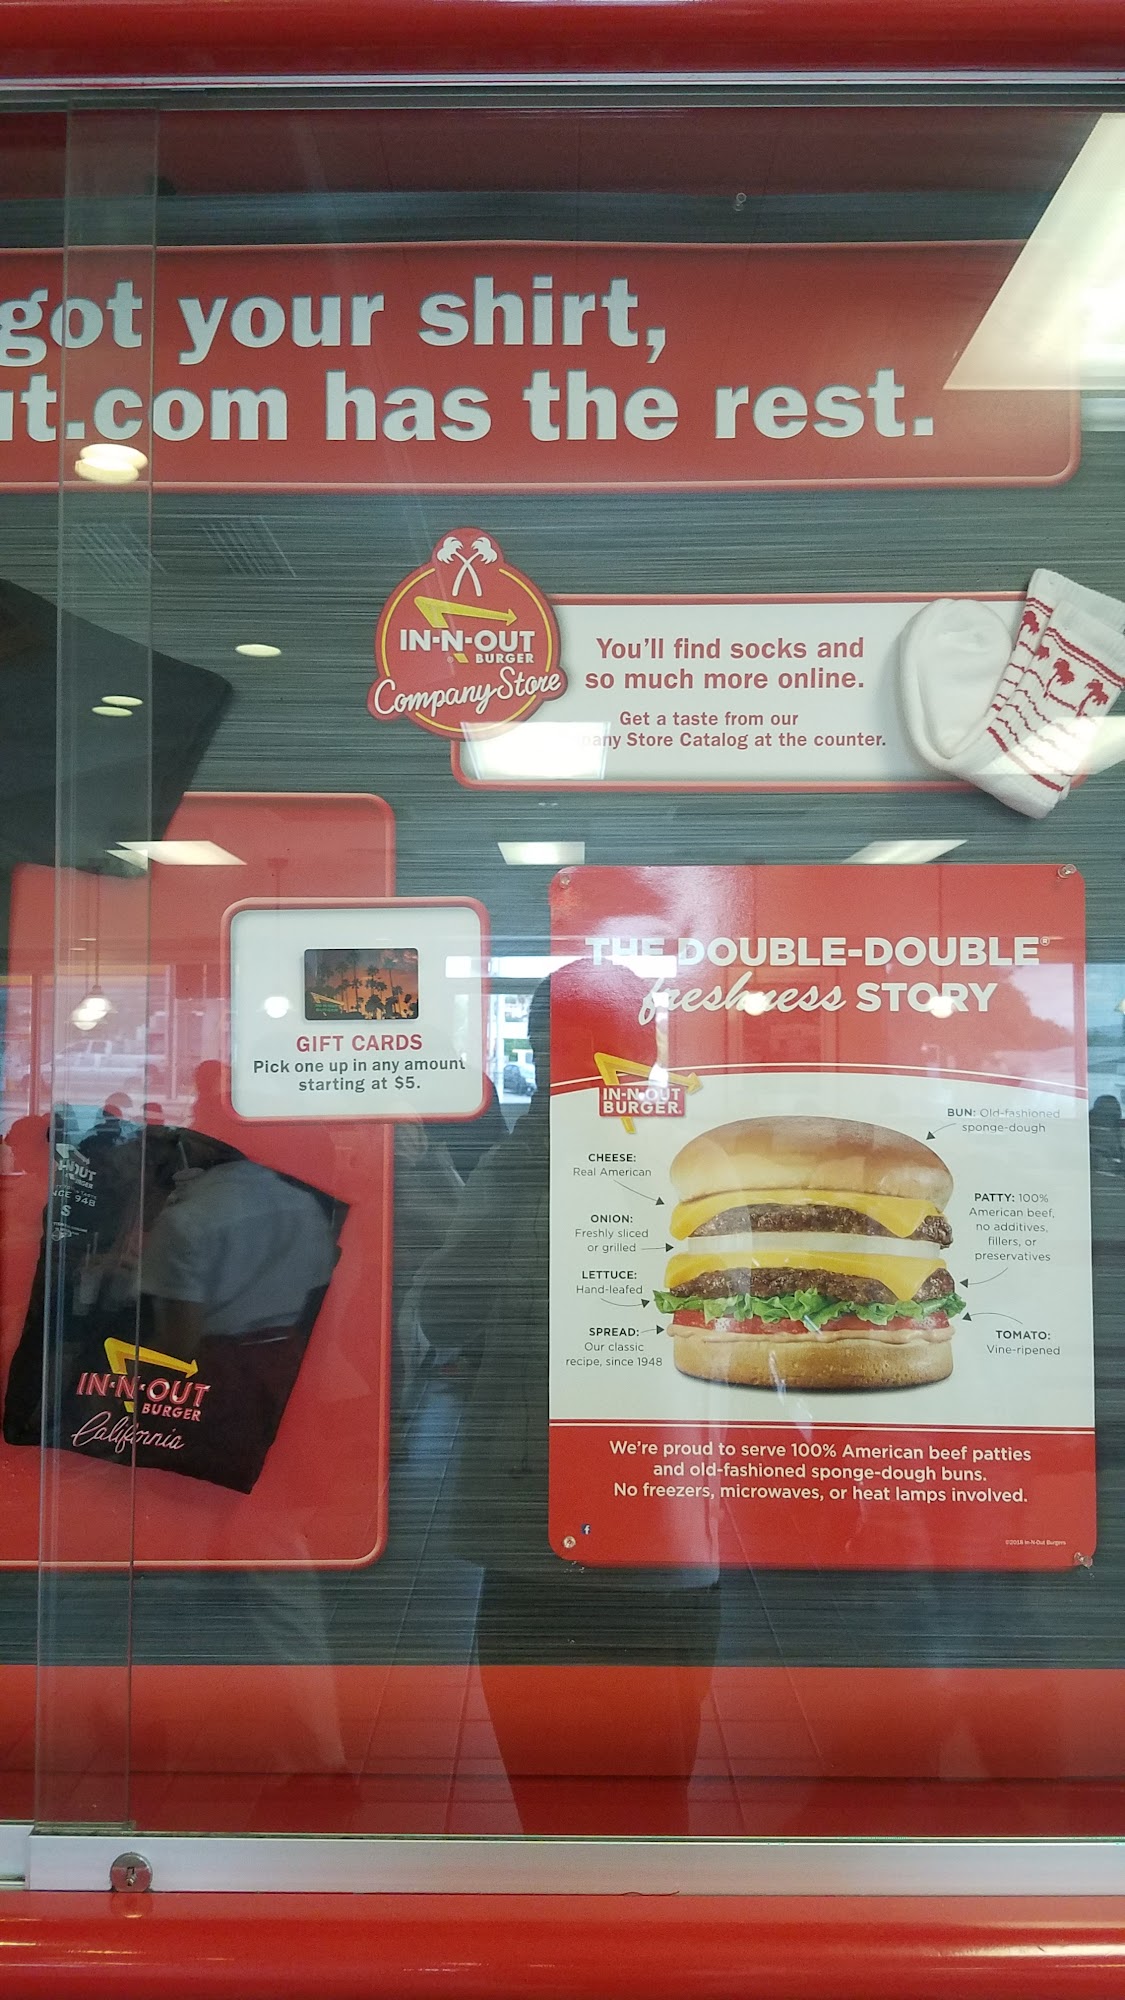 got your shirt,
.com has the rest.
IN-N-OUT
BURGER
Company Store
You'll find socks and
so much more online.
Get a taste from our
Store Catalog at the counter.
GIFT CARDS
Pick one up in any amount
starting at $5.
S
IN-N-OUT
BURGER
California
THE DOUBLE-DOUBLE®
freshness STORY
IN-N-OUT
BURGER
BUN: Old-fashioned
sponge-dough
CHEESE:
Real American
ONION:
Freshly sliced
or grilled
LETTUCE:
Hand-leafed
SPREAD:
Our classic
recipe, since 1948
PATTY: 100%
American beef,
no additives,
fillers, or
preservatives
TOMATO:
Vine-ripened
We're proud to serve 100% American beef patties
and old-fashioned sponge-dough buns.
No freezers, microwaves, or heat lamps involved.
©2018 In-N-Out Burgers